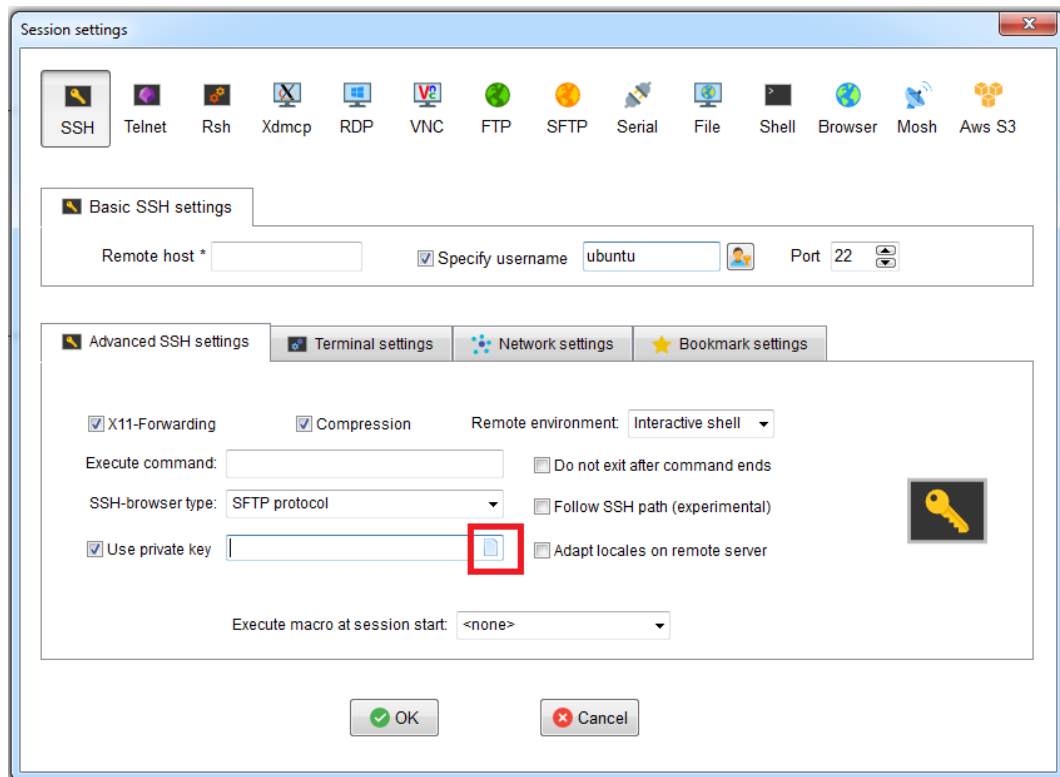 Session settings
SSH Telnet Rsh Xdmcp RDP VNC FTP SFTP Serial File Shell Browser Mosh Aws S3
Basic SSH settings
Remote host * Specify username ubuntu Port 22
Advanced SSH settings Terminal settings Network settings Bookmark settings
X11-Forwarding Compression Remote environment: Interactive shell
Execute command: Do not exit after command ends
SSH-browser type: SFTP protocol Follow SSH path (experimental)
Use private key Adapt locales on remote server
Execute macro at session start: <none>
OK Cancel